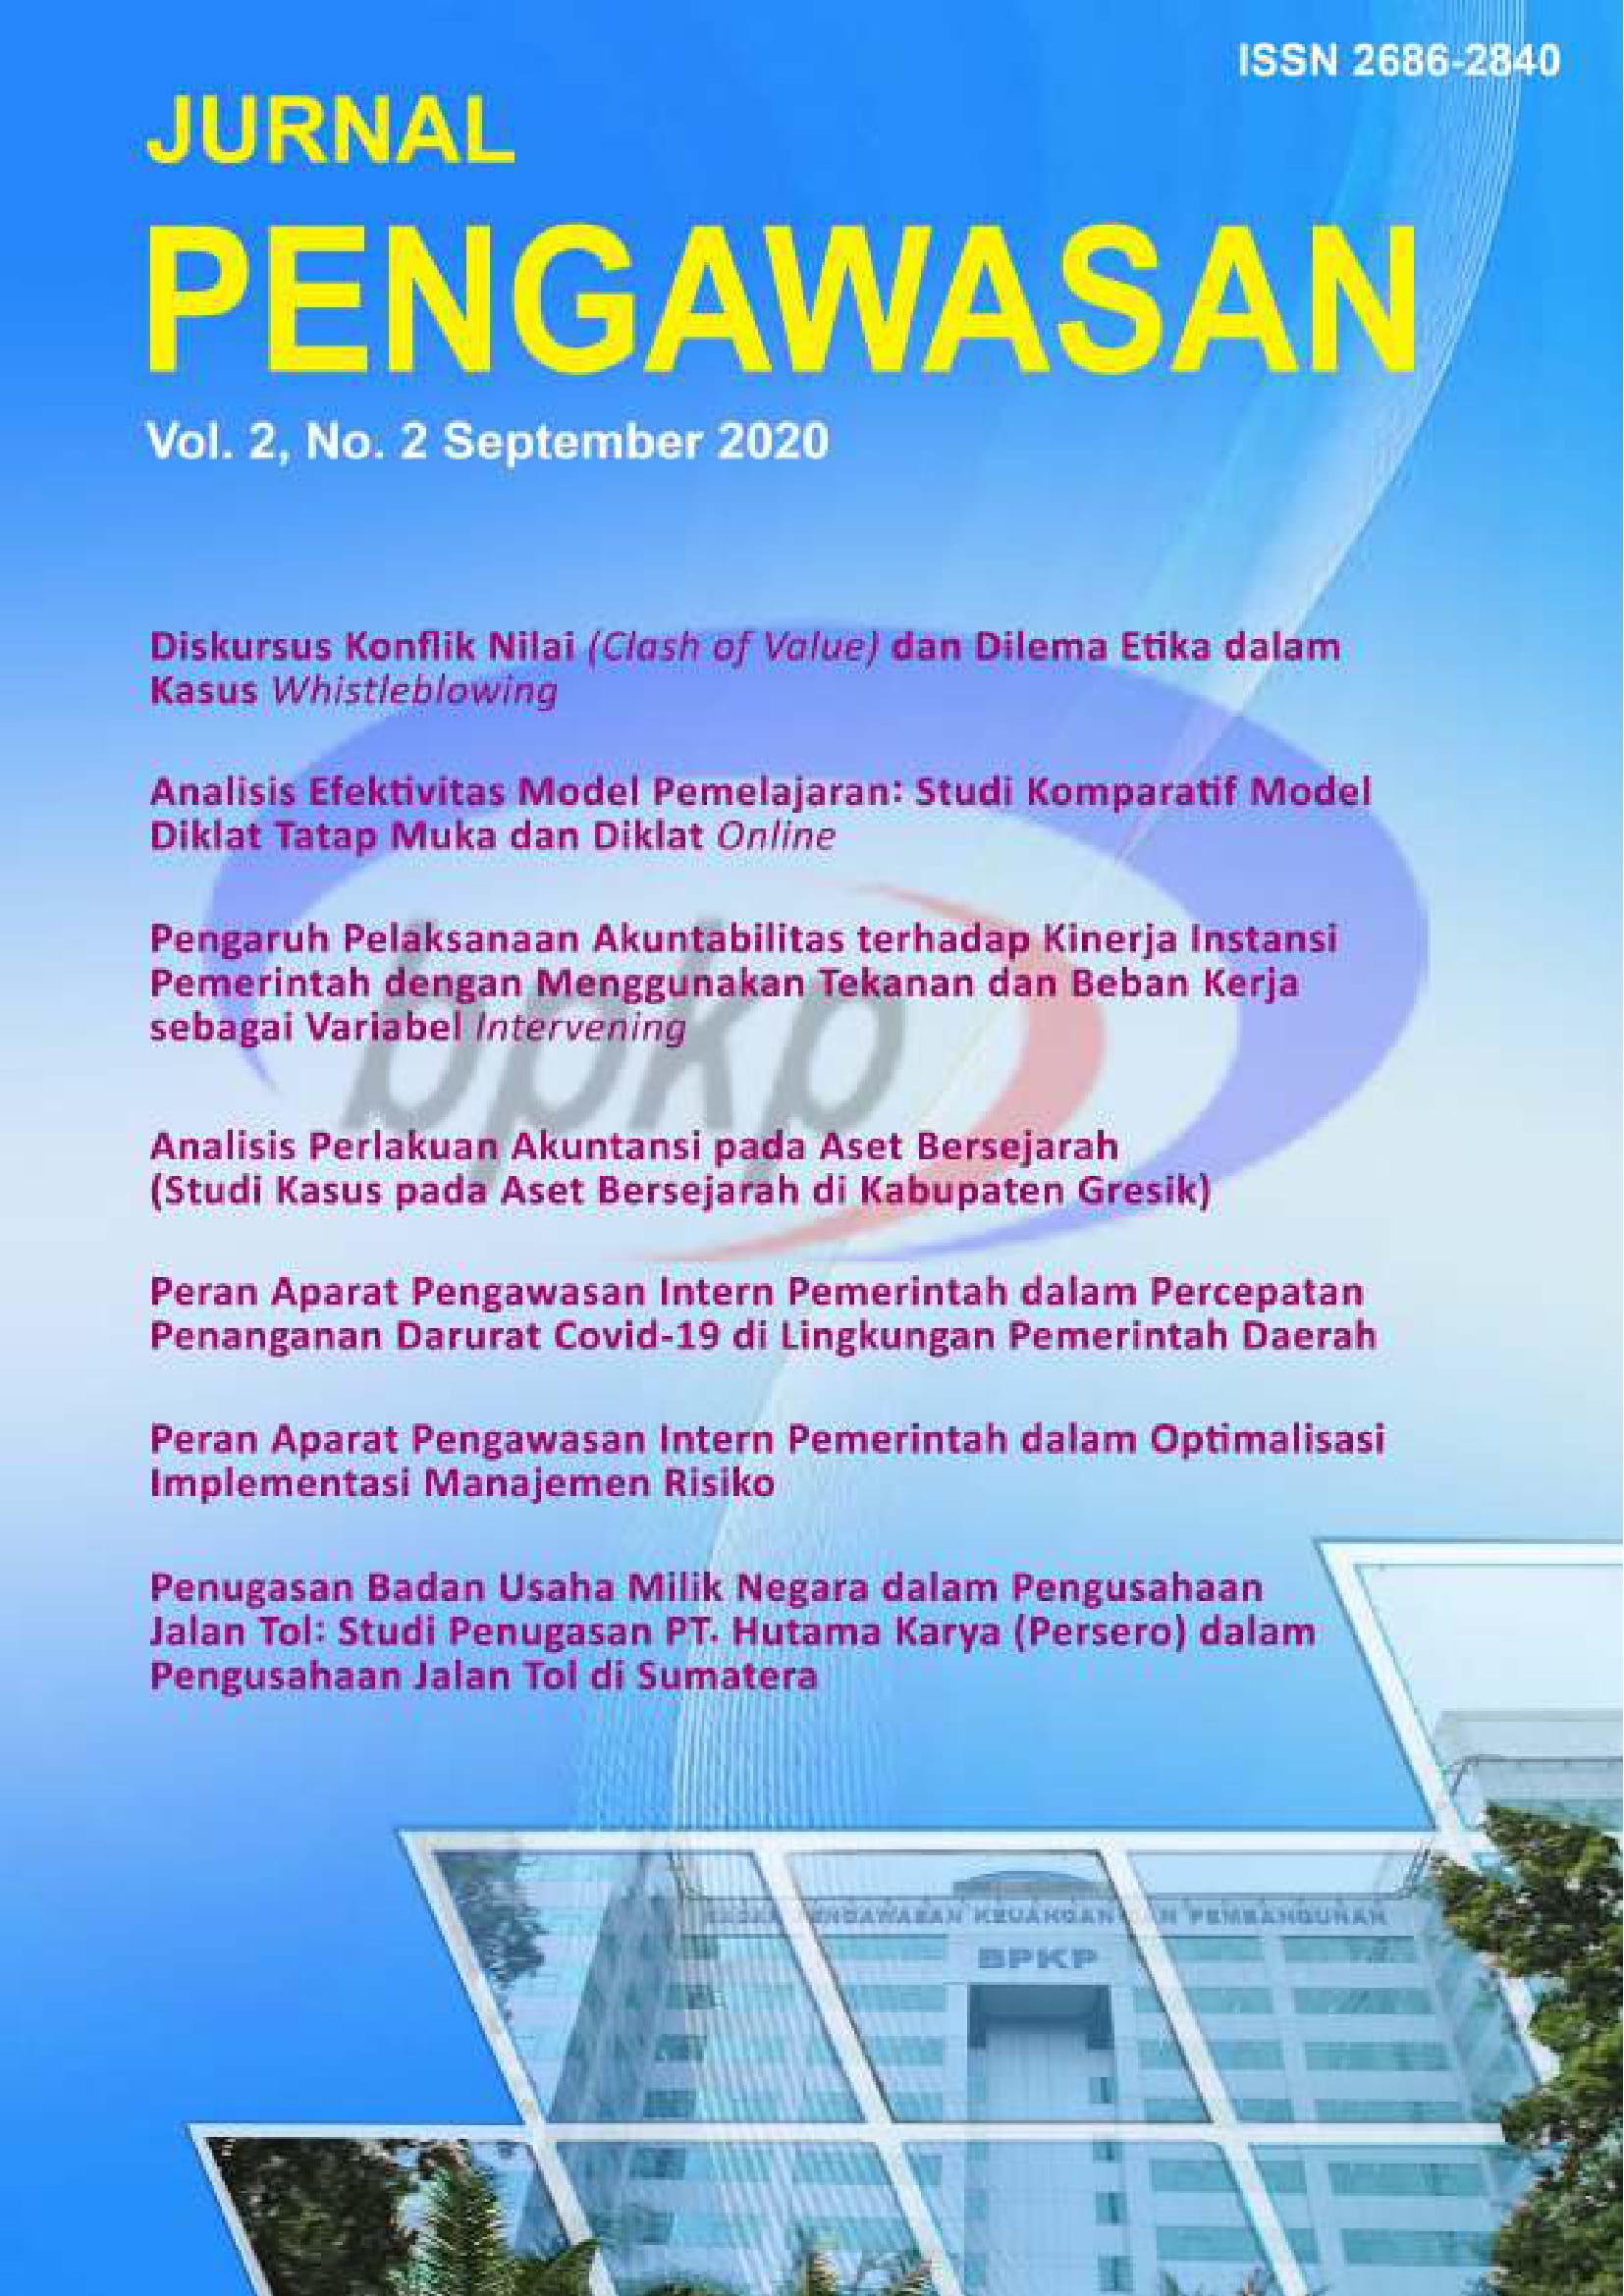 ISSN 2686-2840
JURNAL
PENGAWASAN
Vol. 2, No. 2 September 2020
Diskursus Konflik Nilai (Clash of Value) dan Dilema Etika dalam
Kasus Whistleblowing
Analisis Efektivitas Model Pemelajaran: Studi Komparatif Model
Diklat Tatap Muka dan Diklat Online
Pengaruh Pelaksanaan Akuntabilitas terhadap Kinerja Instansi
Pemerintah dengan Menggunakan Tekanan dan Beban Kerja
sebagai Variabel Intervening
bpkp
Analisis Perlakuan Akuntansi pada Aset Bersejarah
(Studi Kasus pada Aset Bersejarah di Kabupaten Gresik)
Peran Aparat Pengawasan Intern Pemerintah dalam Percepatan
Penanganan Darurat Covid-19 di Lingkungan Pemerintah Daerah
Peran Aparat Pengawasan Intern Pemerintah dalam Optimalisasi
Implementasi Manajemen Risiko
Penugasan Badan Usaha Milik Negara dalam Pengusahaan
Jalan Tol: Studi Penugasan PT. Hutama Karya (Persero) dalam
Pengusahaan Jalan Tol di Sumatera
KEUANGAN PEMBANGUNAN
BPKP